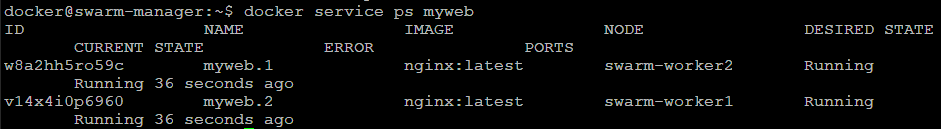 docker@swarm-manager:~$ docker service ps myweb
ID NAME IMAGE NODE DESIRED STATE
CURRENT STATE ERROR PORTS
w8a2hh5ro59c myweb.1 nginx:latest swarm-worker2 Running
Running 36 seconds ago
v14x4i0p6960 myweb.2 nginx:latest swarm-worker1 Running
Running 36 seconds ago